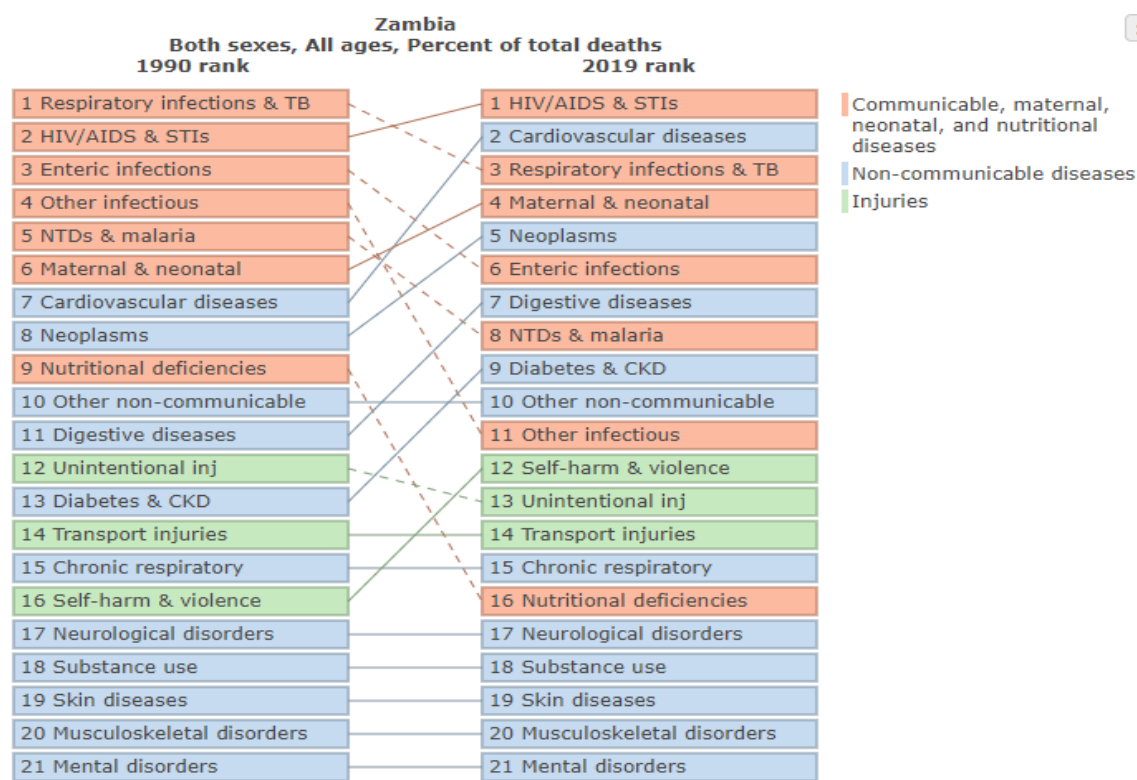 Zambia
Both sexes, All ages, Percent of total deaths
1990 rank
2019 rank
1 Respiratory infections & TB
2 HIV/AIDS & STIs
3 Enteric infections
4 Other infectious
5 NTDs & malaria
6 Maternal & neonatal
7 Cardiovascular diseases
8 Neoplasms
9 Nutritional deficiencies
10 Other non-communicable
11 Digestive diseases
12 Unintentional inj
13 Diabetes & CKD
14 Transport injuries
15 Chronic respiratory
16 Self-harm & violence
17 Neurological disorders
18 Substance use
19 Skin diseases
20 Musculoskeletal disorders
21 Mental disorders
1 HIV/AIDS & STIs
2 Cardiovascular diseases
3 Respiratory infections & TB
4 Maternal & neonatal
5 Neoplasms
6 Enteric infections
7 Digestive diseases
8 NTDs & malaria
9 Diabetes & CKD
10 Other non-communicable
11 Other infectious
12 Self-harm & violence
13 Unintentional inj
14 Transport injuries
15 Chronic respiratory
16 Nutritional deficiencies
17 Neurological disorders
18 Substance use
19 Skin diseases
20 Musculoskeletal disorders
21 Mental disorders
Communicable, maternal,
neonatal, and nutritional
diseases
Non-communicable diseases
Injuries